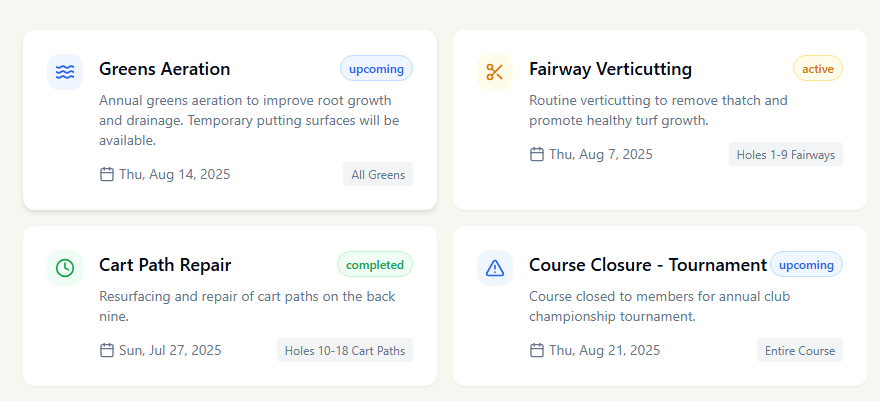 Greens Aeration
upcoming
Annual greens aeration to improve root growth
and drainage. Temporary putting surfaces will be
available.
Thu, Aug 14, 2025
All Greens
Fairway Verticutting
active
Routine verticutting to remove thatch and
promote healthy turf growth.
Thu, Aug 7, 2025
Holes 1-9 Fairways
Cart Path Repair
completed
Resurfacing and repair of cart paths on the back
nine.
Sun, Jul 27, 2025
Holes 10-18 Cart Paths
Course Closure - Tournament
upcoming
Course closed to members for annual club
championship tournament.
Thu, Aug 21, 2025
Entire Course